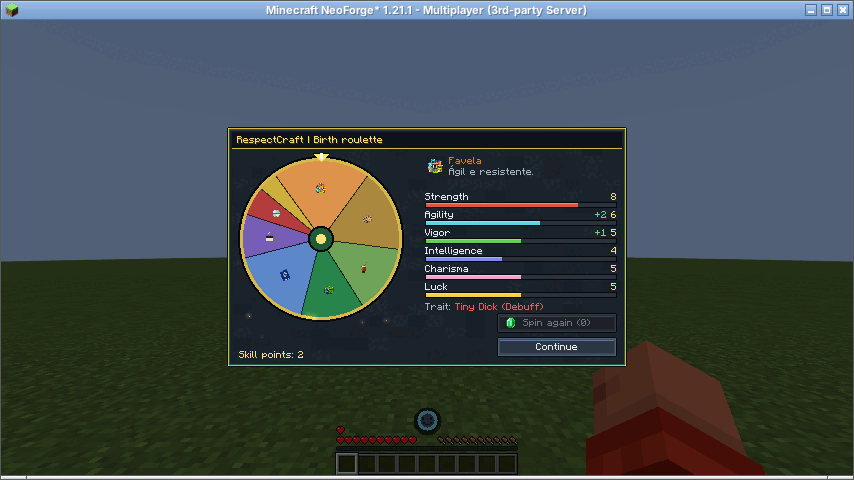 Minecraft NeoForge* 1.21.1 - Multiplayer (3rd-party Server)
RespectCraft | Birth roulette
Favela
Ágil e resistente.
Strength 8
Agility +2 6
Vigor +1 5
Intelligence 4
Charisma 5
Luck 5
Trait: Tiny Dick (Debuff)
Spin again (0)
Continue
Skill points: 2